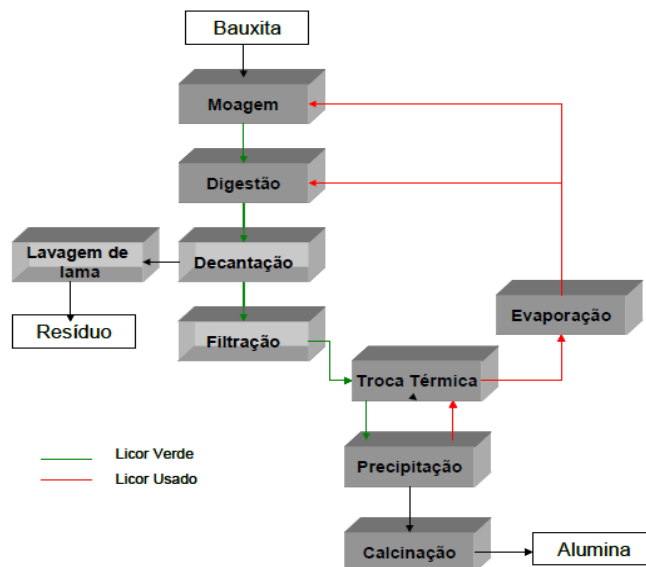 Bauxita
Moagem
Digestão
Lavagem de
lama
Decantação
Resíduo
Filtração
Evaporação
Troca Térmica
Licor Verde
Licor Usado
Precipitação
Calcinação
Alumina